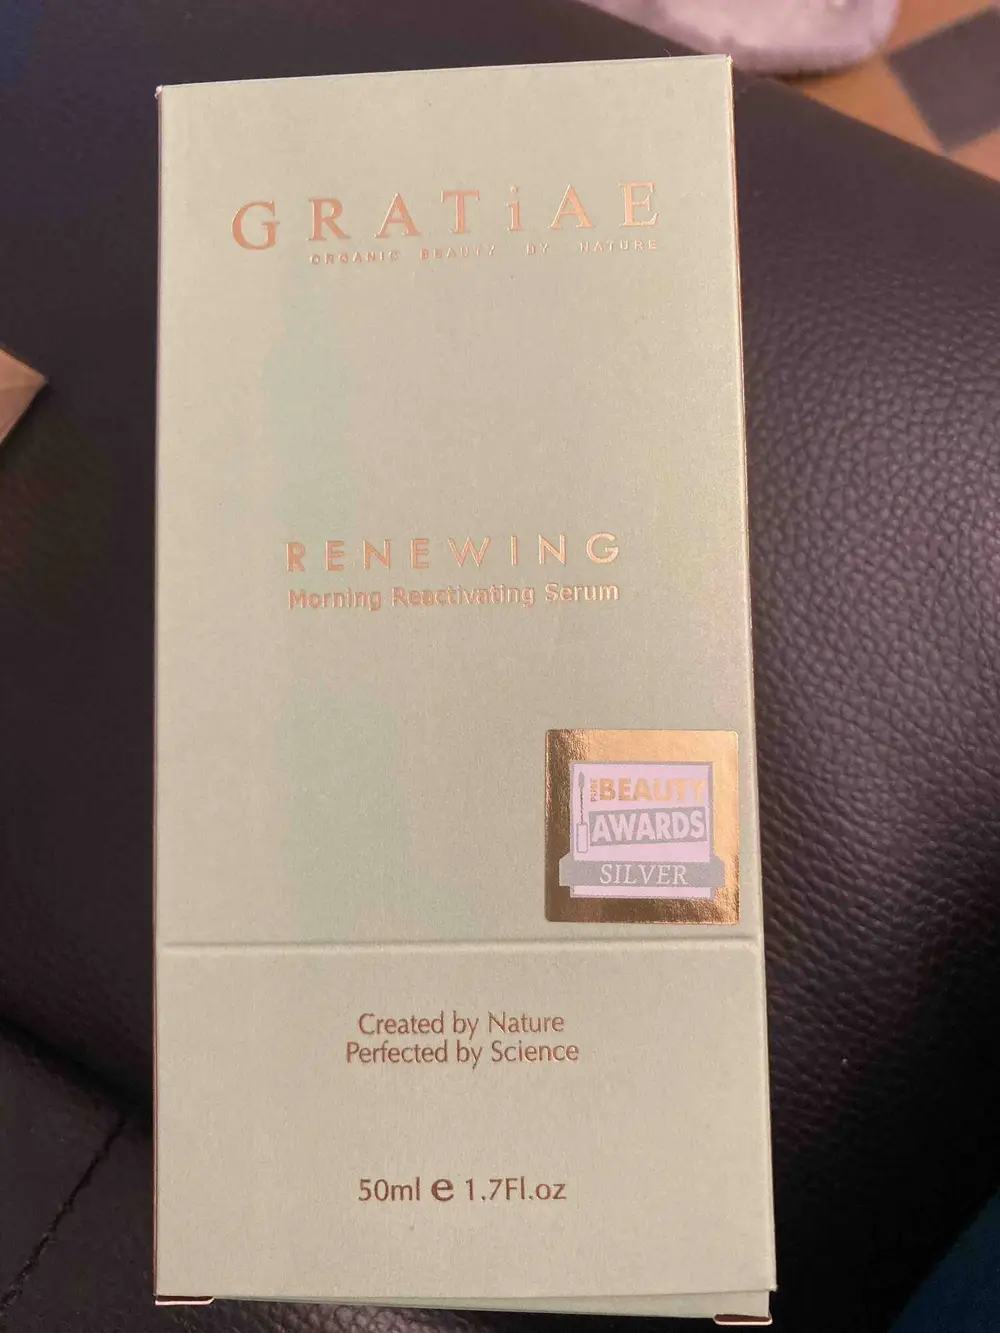 GRATiAE
ORGANIC BEAUTY BY NATURE
RENEWING
Morning Reactivating Serum
PURE BEAUTY
AWARDS
SILVER
Created by Nature
Perfected by Science
50ml e 1.7Fl.oz